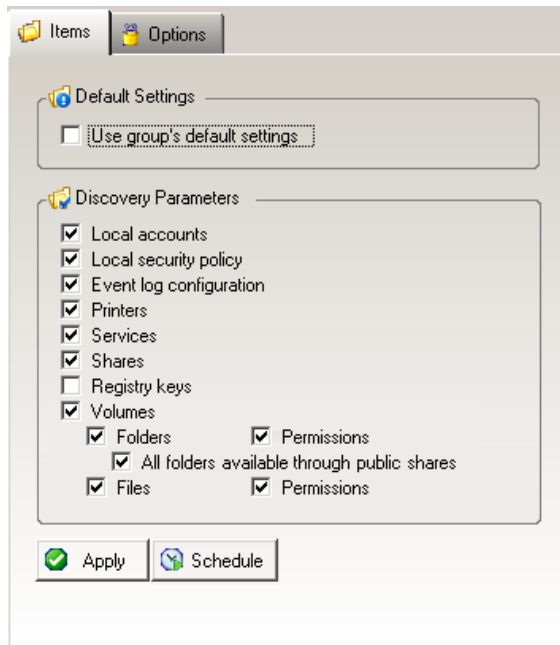 Items Options
Default Settings
Use group's default settings
Discovery Parameters
Local accounts
Local security policy
Event log configuration
Printers
Services
Shares
Registry keys
Volumes
Folders Permissions
All folders available through public shares
Files Permissions
Apply Schedule